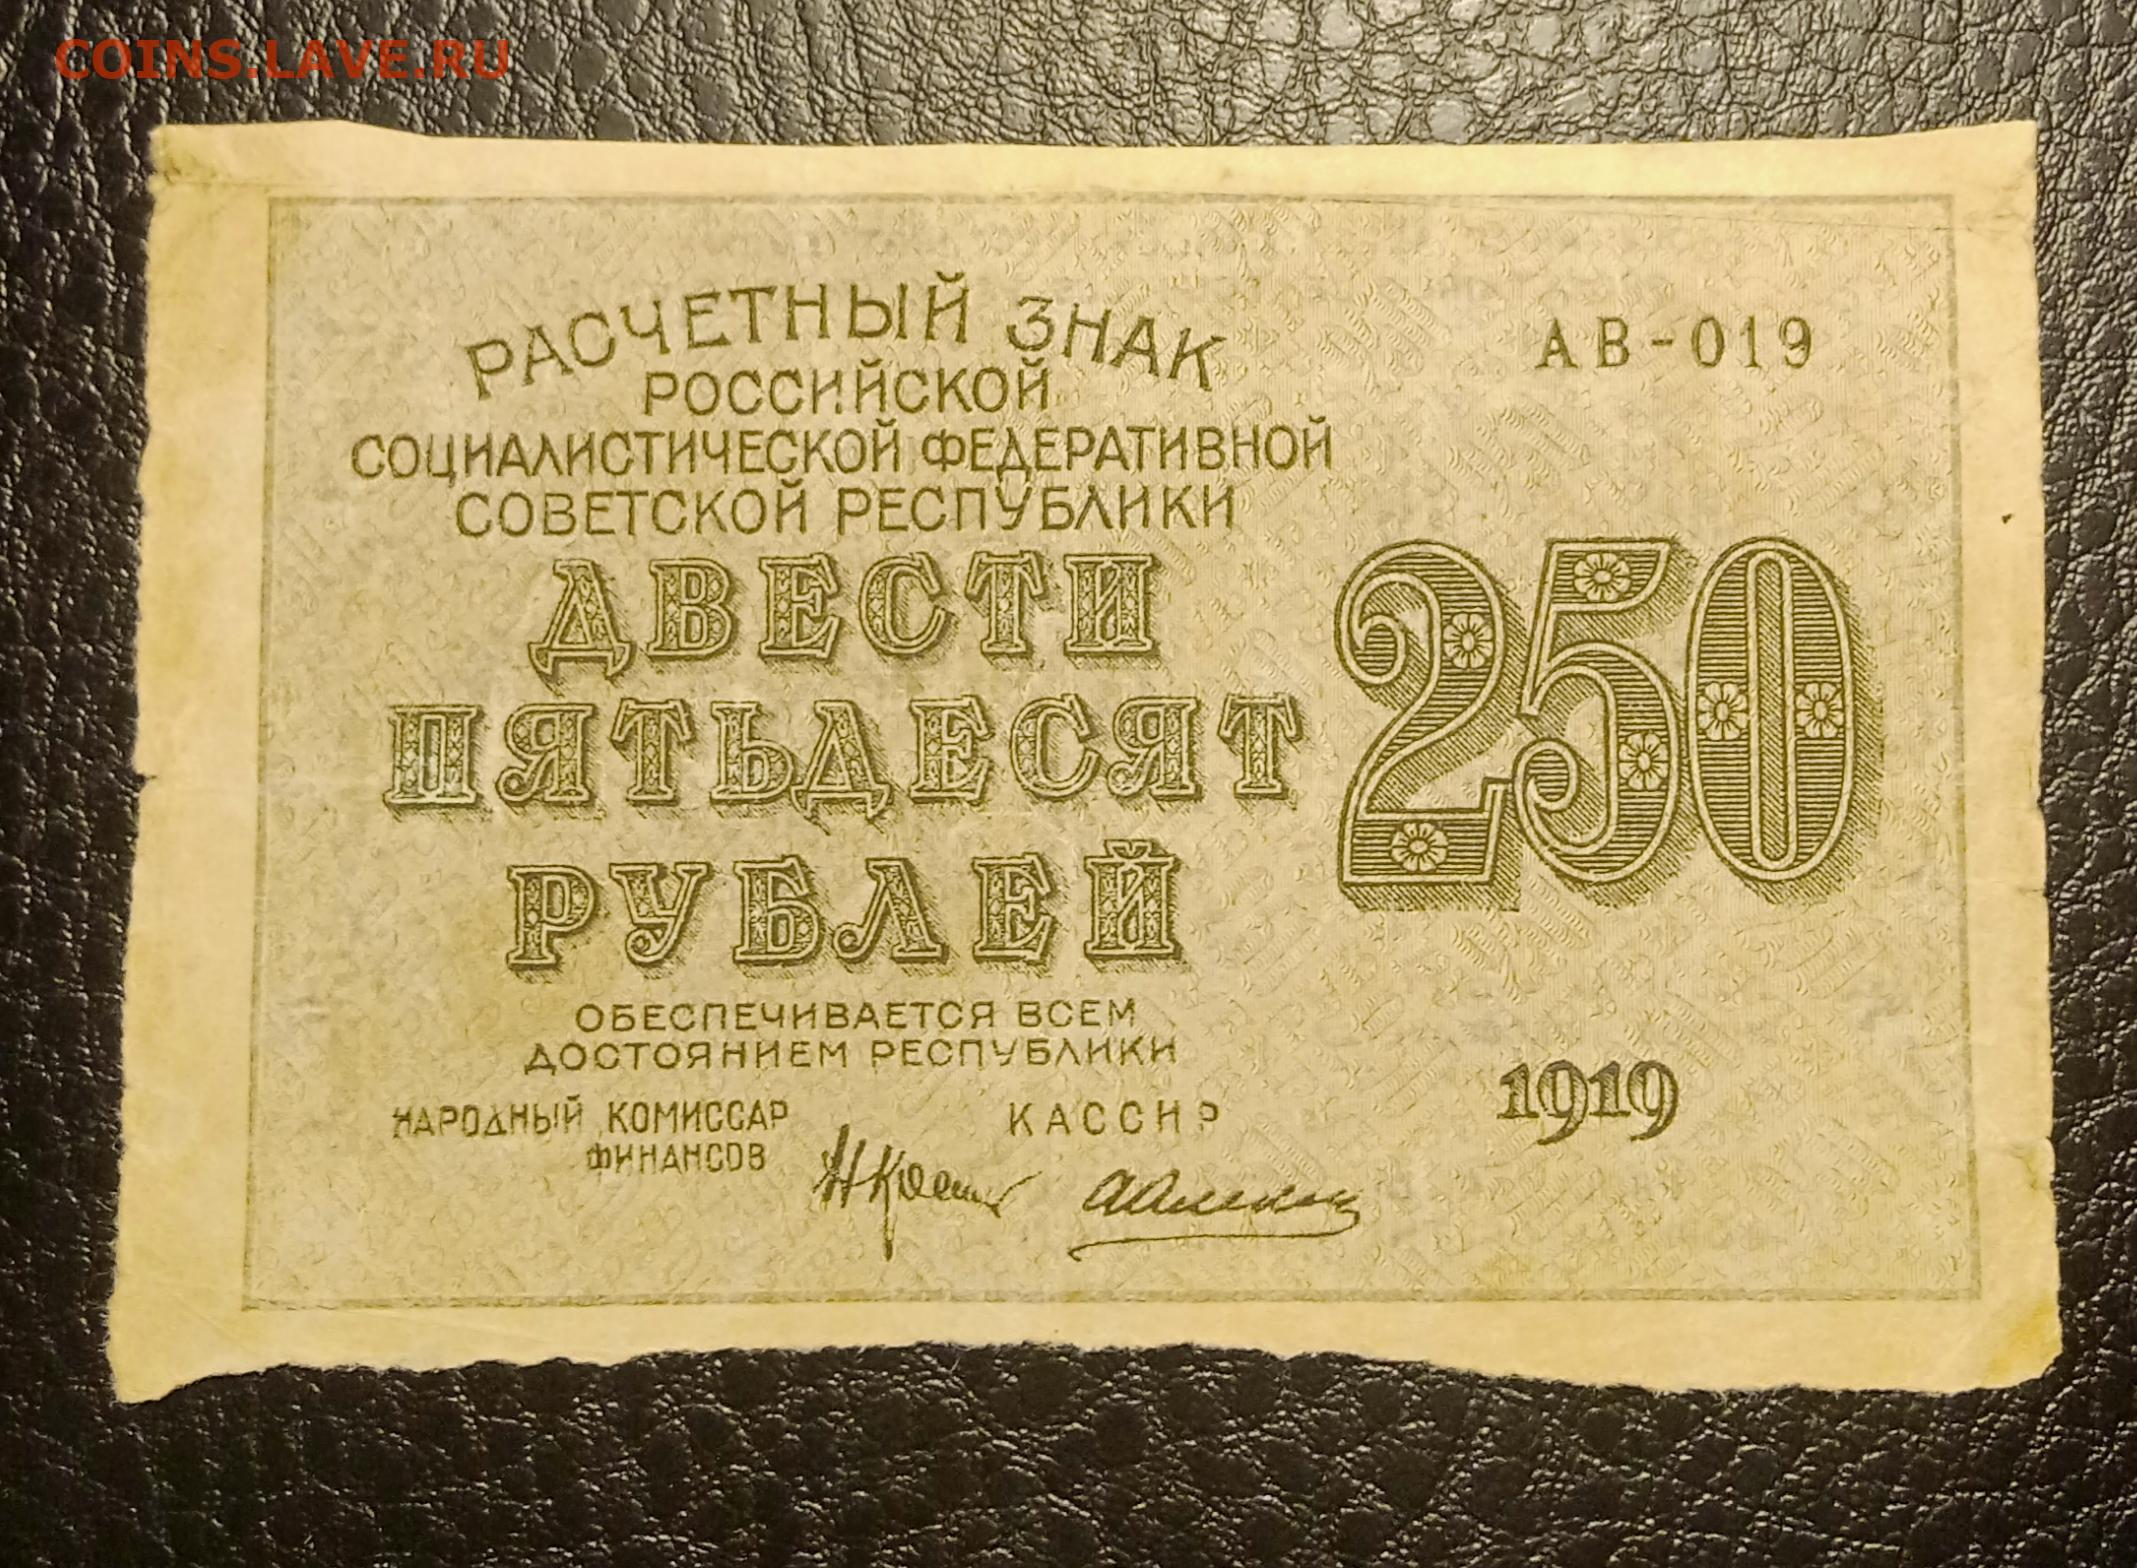 COINS.LAVE.RU
РАСЧЕТНЫЙ ЗНАК
РОССИЙСКОЙ
СОЦИАЛИСТИЧЕСКОЙ ФЕДЕРАТИВНОЙ
СОВЕТСКОЙ РЕСПУБЛИКИ
АВ-019
ДВЕСТИ
ПЯТЬДЕСЯТ
РУБЛЕЙ
250
ОБЕСПЕЧИВАЕТСЯ ВСЕМ
ДОСТОЯНИЕМ РЕСПУБЛИКИ
НАРОДНЫЙ КОМИССАР
ФИНАНСОВ
КАССИР
1919